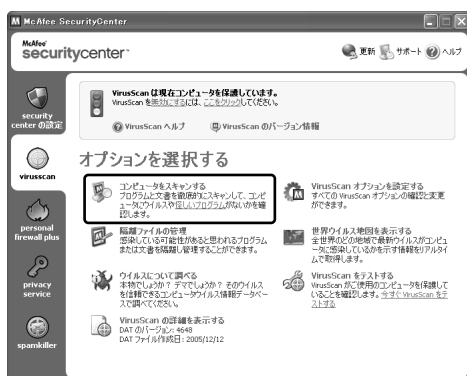 McAfee SecurityCenter
McAfee
securitycenter
更新 サポート ヘルプ
security
center の設定
virusscan
personal
firewall plus
privacy
service
spamkiller
VirusScan は現在コンピュータを保護しています。
VirusScan を無効にするには、ここをクリックしてください。
VirusScan ヘルプ VirusScan のバージョン情報
オプションを選択する
コンピュータをスキャンする
プログラムと文書を徹底的にスキャンして、コンピ
ュータにウイルスや怪しいプログラムがないかを確
認します。
VirusScan オプションを設定する
すべての VirusScan オプションの確認と変更
ができます。
隔離ファイルの管理
感染している可能性があると思われるプログラム
または文書を隔離し管理することができます。
世界ウイルス地図を表示する
全世界のどの地域で最新ウイルスがコンピュ
ータに感染しているかを示す情報をリアルタイ
ムで取得します。
ウイルスについて調べる
本物でしょうか？ デマでしょうか？ そのウイルス
を信頼できるコンピュータウイルス情報データベー
スで調べてください。
VirusScan をテストする
VirusScan がご使用のコンピュータを保護して
いることを確認します。今すぐ VirusScan をテ
ストする
VirusScan の詳細を表示する
DAT のバージョン: 4648
DAT ファイル作成日: 2005/12/12